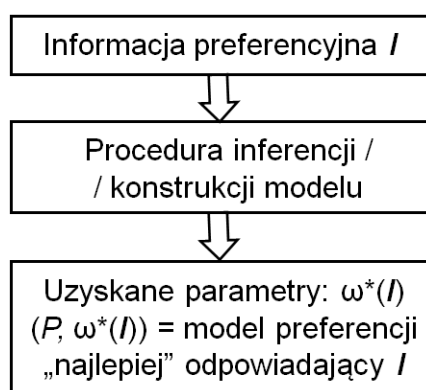 Informacja preferencyjna I
Procedura inferencji /
/ konstrukcji modelu
Uzyskane parametry: ω*(I)
(P, ω*(I)) = model preferencji
„najlepiej” odpowiadający I